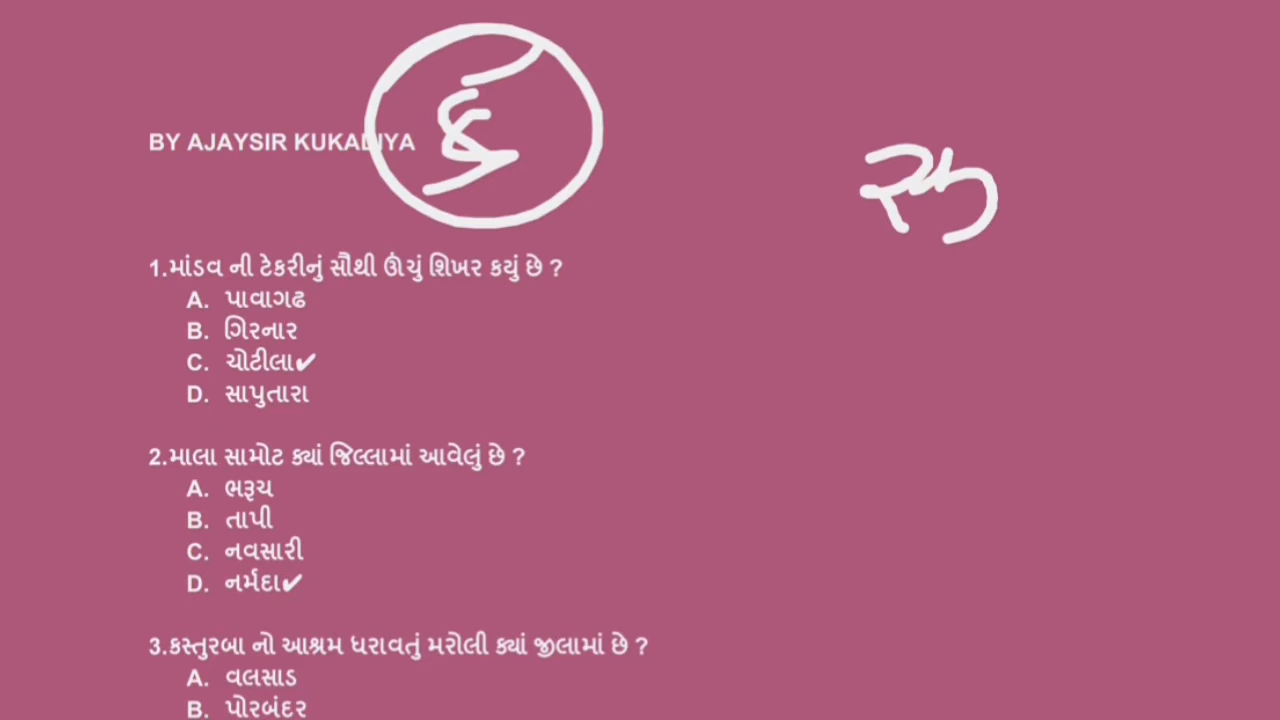 BY AJAYSIR KUKADIYA
1.માંડવ ની ટેકરીનું સૌથી ઊંચું શિખર કયું છે ?
A. પાવાગઢ
B. ગિરનાર
C. ચોટીલા✔
D. સાપુતારા
2.માલા સામોટ ક્યાં જિલ્લામાં આવેલું છે ?
A. ભરૂચ
B. તાપી
C. નવસારી
D. નર્મદા✔
3.કસ્તુરબા નો આશ્રમ ધરાવતું મરોલી ક્યાં જીલામાં છે ?
A. વલસાડ
B. પોરબંદર